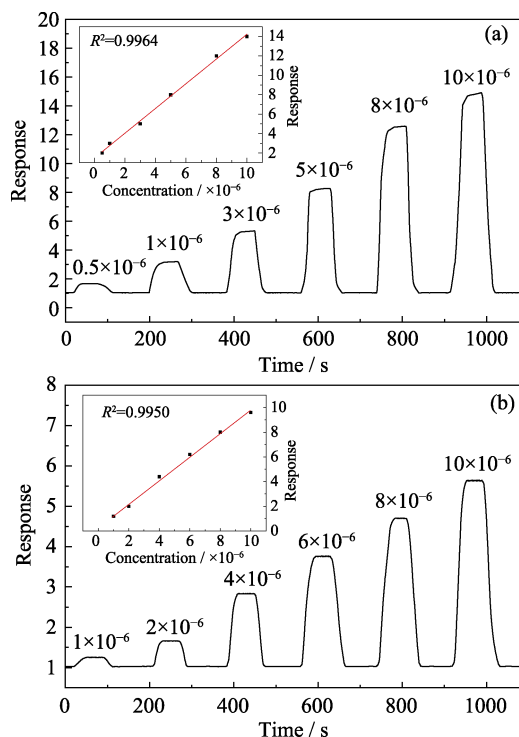 (a)
R²=0.9964
20
18
16
14
12
10
8
6
4
2
0
Response
14
12
10
8
6
4
2
Response
0 2 4 6 8 10
Concentration / ×10⁻⁶
0.5×10⁻⁶
1×10⁻⁶
3×10⁻⁶
5×10⁻⁶
8×10⁻⁶
10×10⁻⁶
0 200 400 600 800 1000
Time / s
(b)
R²=0.9950
8
7
6
5
4
3
2
1
Response
10
8
6
4
2
0
Response
0 2 4 6 8 10
Concentration / ×10⁻⁶
1×10⁻⁶
2×10⁻⁶
4×10⁻⁶
6×10⁻⁶
8×10⁻⁶
10×10⁻⁶
0 200 400 600 800 1000
Time / s